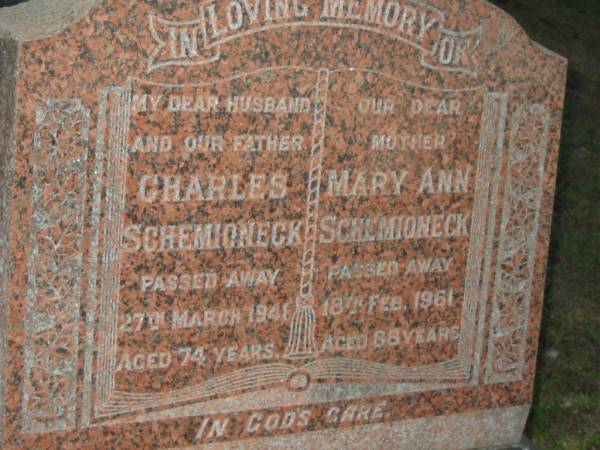 IN LOVING MEMORY OF
MY DEAR HUSBAND
AND OUR FATHER
CHARLES
SCHEMIONECK
PASSED AWAY
27TH MARCH 1941
AGED 74 YEARS.
OUR DEAR
MOTHER
MARY ANN
SCHEMIONECK
PASSED AWAY
18TH FEB. 1961
AGED 88 YEARS
IN GOD'S CARE